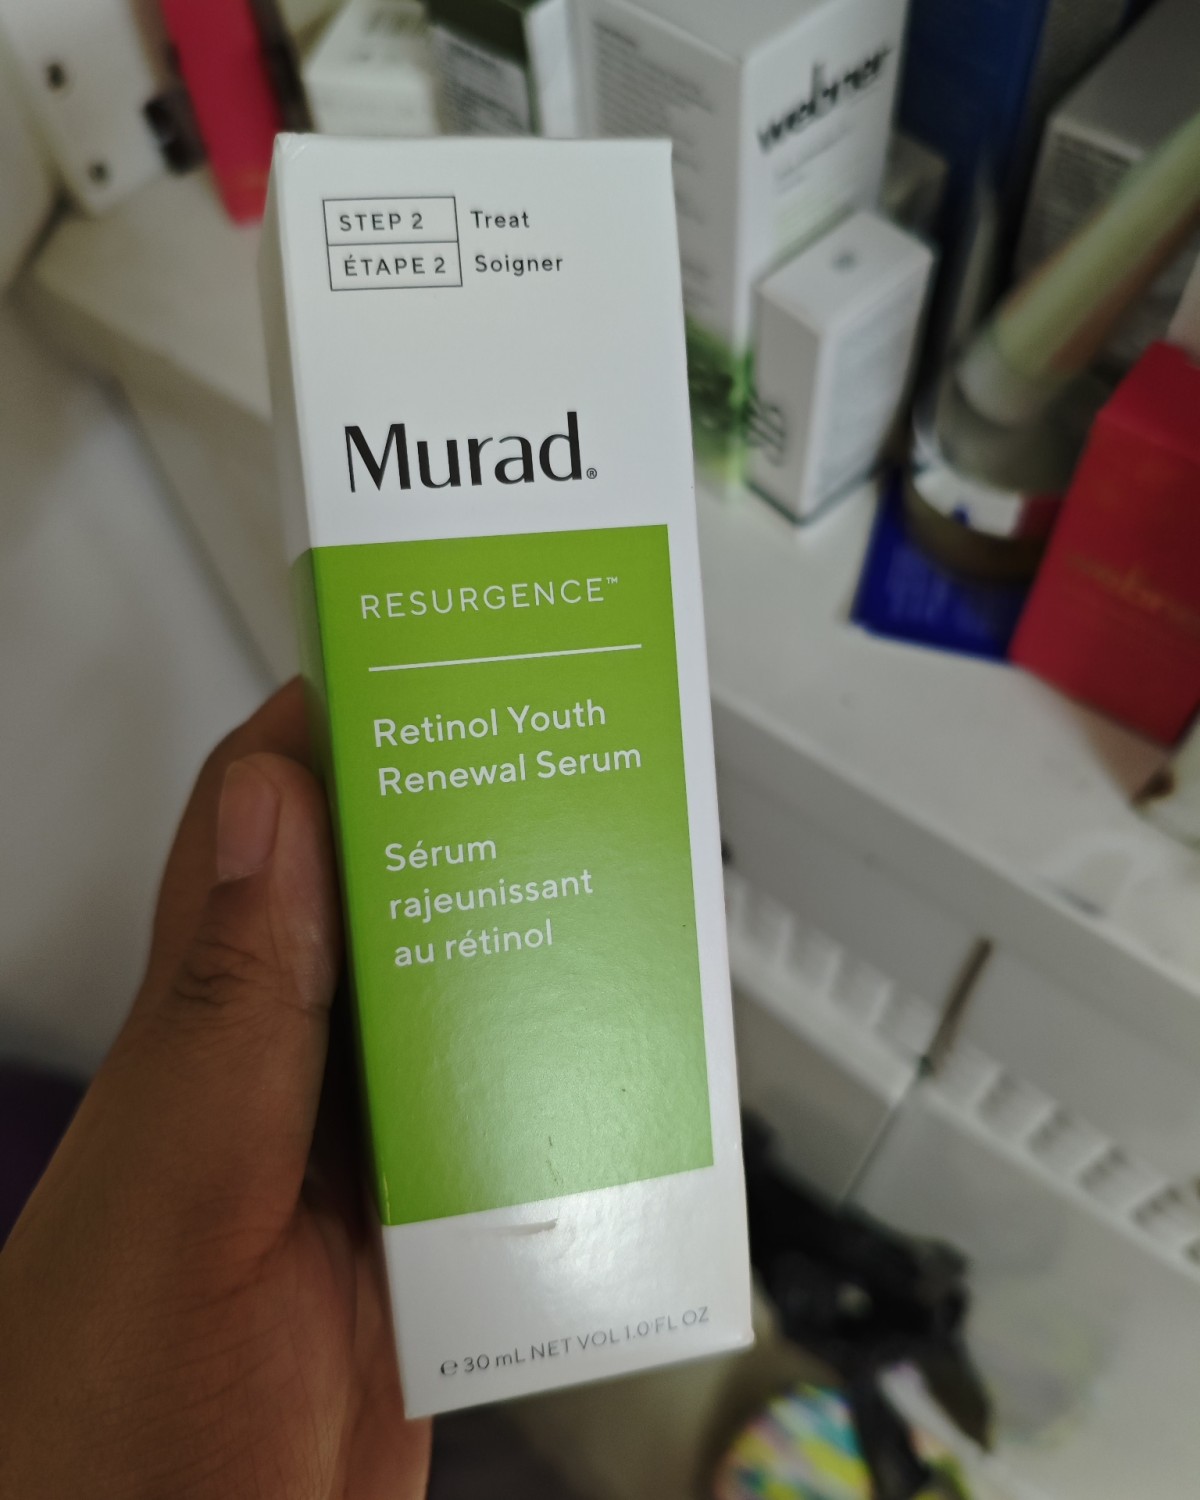 STEP 2 Treat
ÉTAPE 2 Soigner
Murad®
RESURGENCE™
Retinol Youth
Renewal Serum
Sérum
rajeunissant
au rétinol
℮ 30 mL NET VOL 1.0 FL OZ